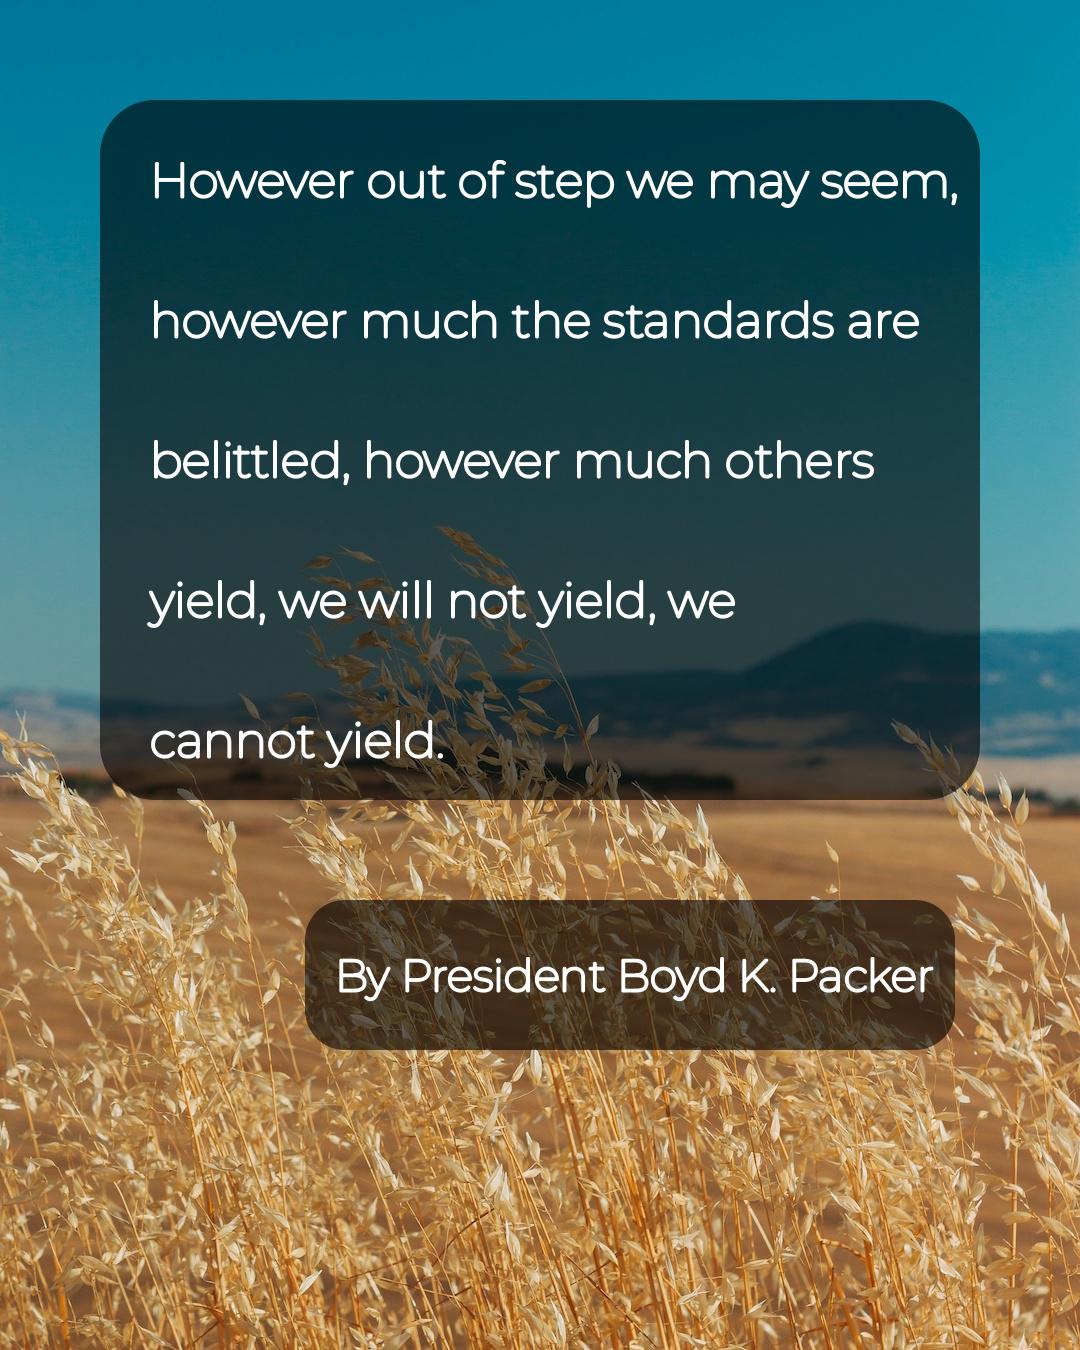 However out of step we may seem,
however much the standards are
belittled, however much others
yield, we will not yield, we
cannot yield.
By President Boyd K. Packer